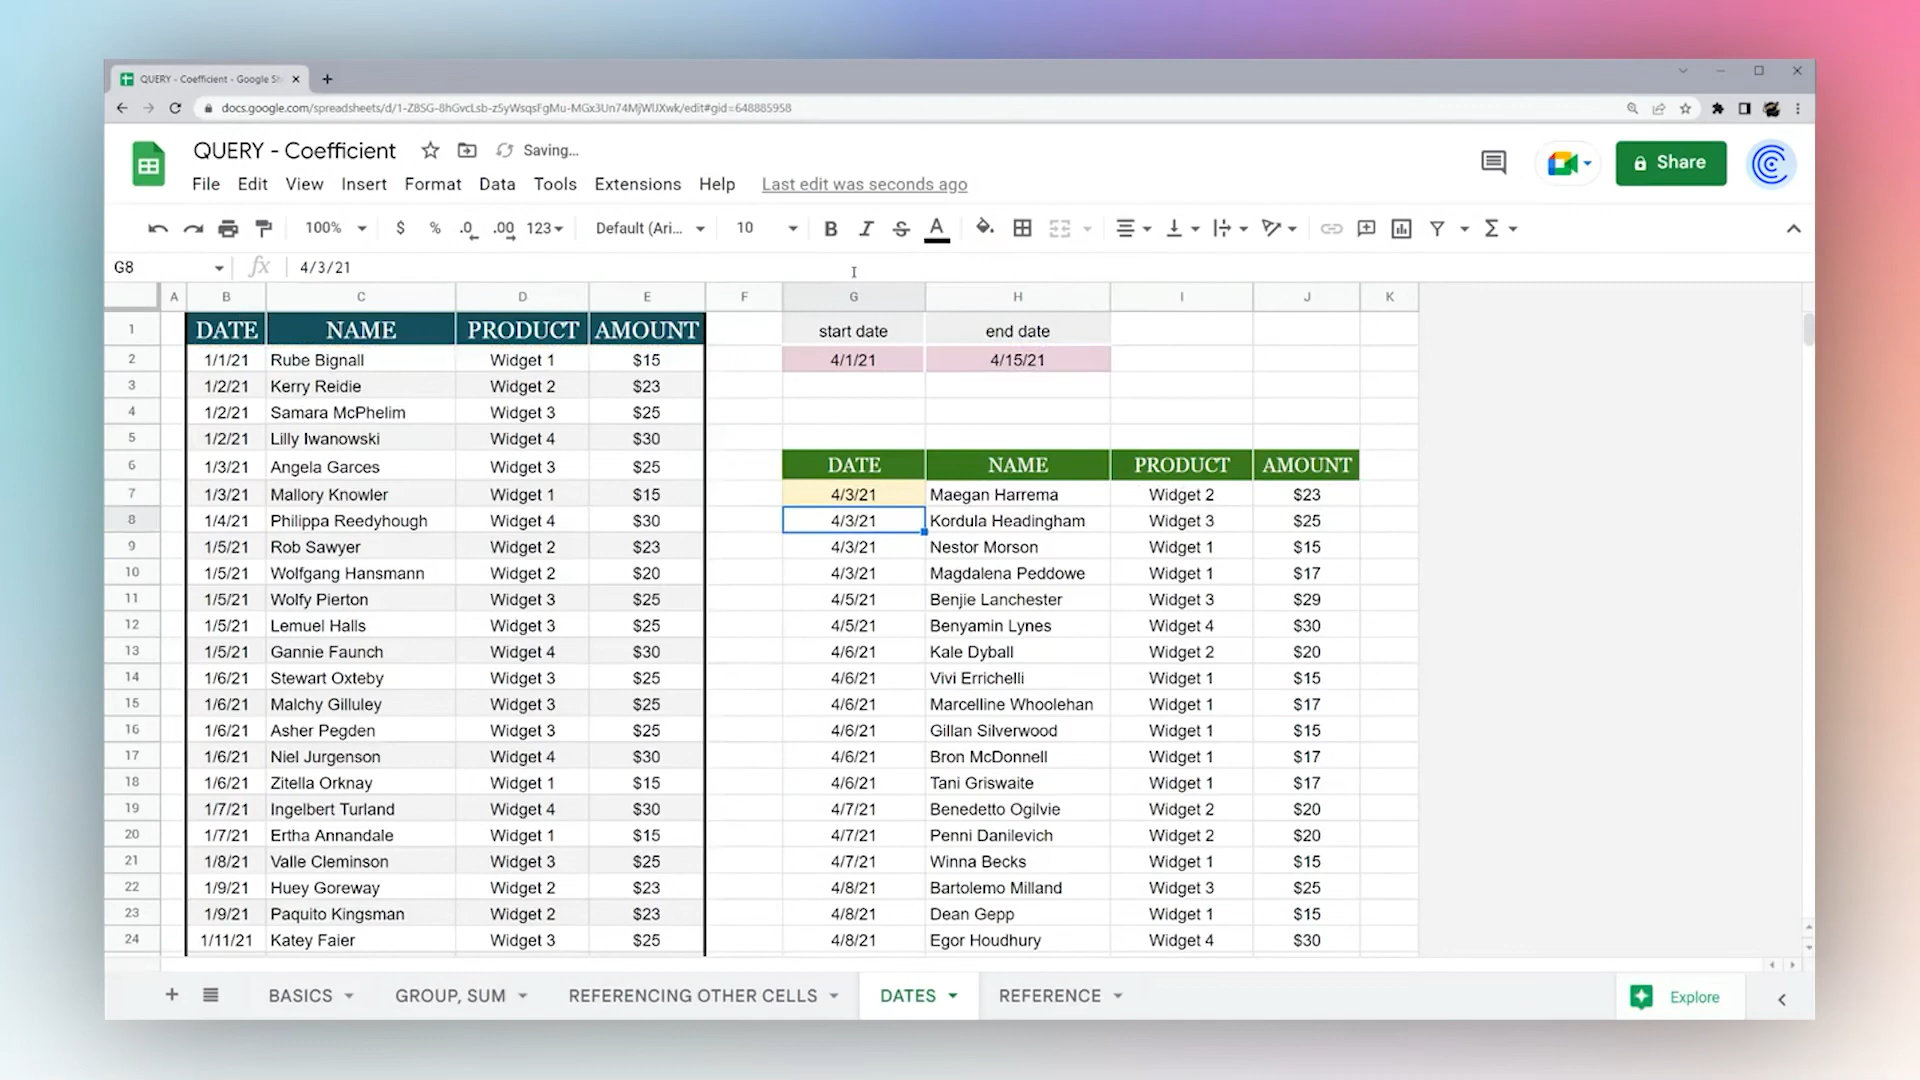 QUERY - Coefficient - Google Sh
docs.google.com/spreadsheets/d/1-Z8SG-8hGvcLsb-z5yWsqsFgMu-MGx3Un74MjWlJXwk/edit#gid=648885958
QUERY - Coefficient Saving...
File Edit View Insert Format Data Tools Extensions Help Last edit was seconds ago
Share
100% $ % .0 .00 123 Default (Ari... 10 B I S A Σ
G8 fx 4/3/21
A B C D E F G H I J K
1 DATE NAME PRODUCT AMOUNT start date end date
2 1/1/21 Rube Bignall Widget 1 $15 4/1/21 4/15/21
3 1/2/21 Kerry Reidie Widget 2 $23
4 1/2/21 Samara McPhelim Widget 3 $25
5 1/2/21 Lilly Iwanowski Widget 4 $30
6 1/3/21 Angela Garces Widget 3 $25 DATE NAME PRODUCT AMOUNT
7 1/3/21 Mallory Knowler Widget 1 $15 4/3/21 Maegan Harrema Widget 2 $23
8 1/4/21 Philippa Reedyhough Widget 4 $30 4/3/21 Kordula Headingham Widget 3 $25
9 1/5/21 Rob Sawyer Widget 2 $23 4/3/21 Nestor Morson Widget 1 $15
10 1/5/21 Wolfgang Hansmann Widget 2 $20 4/3/21 Magdalena Peddowe Widget 1 $17
11 1/5/21 Wolfy Pierton Widget 3 $25 4/5/21 Benjie Lanchester Widget 3 $29
12 1/5/21 Lemuel Halls Widget 3 $25 4/5/21 Benyamin Lynes Widget 4 $30
13 1/5/21 Gannie Faunch Widget 4 $30 4/6/21 Kale Dyball Widget 2 $20
14 1/6/21 Stewart Oxteby Widget 3 $25 4/6/21 Vivi Errichelli Widget 1 $15
15 1/6/21 Malchy Gilluley Widget 3 $25 4/6/21 Marcelline Whoolehan Widget 1 $17
16 1/6/21 Asher Pegden Widget 3 $25 4/6/21 Gillan Silverwood Widget 1 $15
17 1/6/21 Niel Jurgenson Widget 4 $30 4/6/21 Bron McDonnell Widget 1 $17
18 1/6/21 Zitella Orknay Widget 1 $15 4/6/21 Tani Griswaite Widget 1 $17
19 1/7/21 Ingelbert Turland Widget 4 $30 4/7/21 Benedetto Ogilvie Widget 2 $20
20 1/7/21 Ertha Annandale Widget 1 $15 4/7/21 Penni Danilevich Widget 2 $20
21 1/8/21 Valle Cleminson Widget 3 $25 4/7/21 Winna Becks Widget 1 $15
22 1/9/21 Huey Goreway Widget 2 $23 4/8/21 Bartolemo Milland Widget 3 $25
23 1/9/21 Paquito Kingsman Widget 2 $23 4/8/21 Dean Gepp Widget 1 $15
24 1/11/21 Katey Faier Widget 3 $25 4/8/21 Egor Houdhury Widget 4 $30
BASICS GROUP, SUM REFERENCING OTHER CELLS DATES REFERENCE Explore